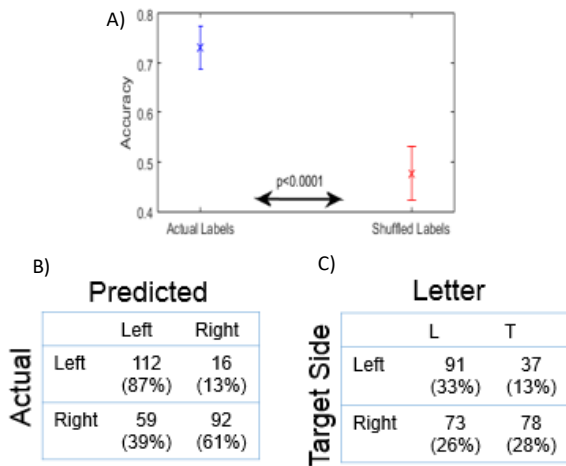 A)
0.8
0.7
0.6
0.5
0.4
Accuracy
p<0.0001
Actual Labels Shuffled Labels
B)
Predicted
Actual
Left Right
Left 112 16
(87%) (13%)
Right 59 92
(39%) (61%)
C)
Letter
Target Side
L T
Left 91 37
(33%) (13%)
Right 73 78
(26%) (28%)